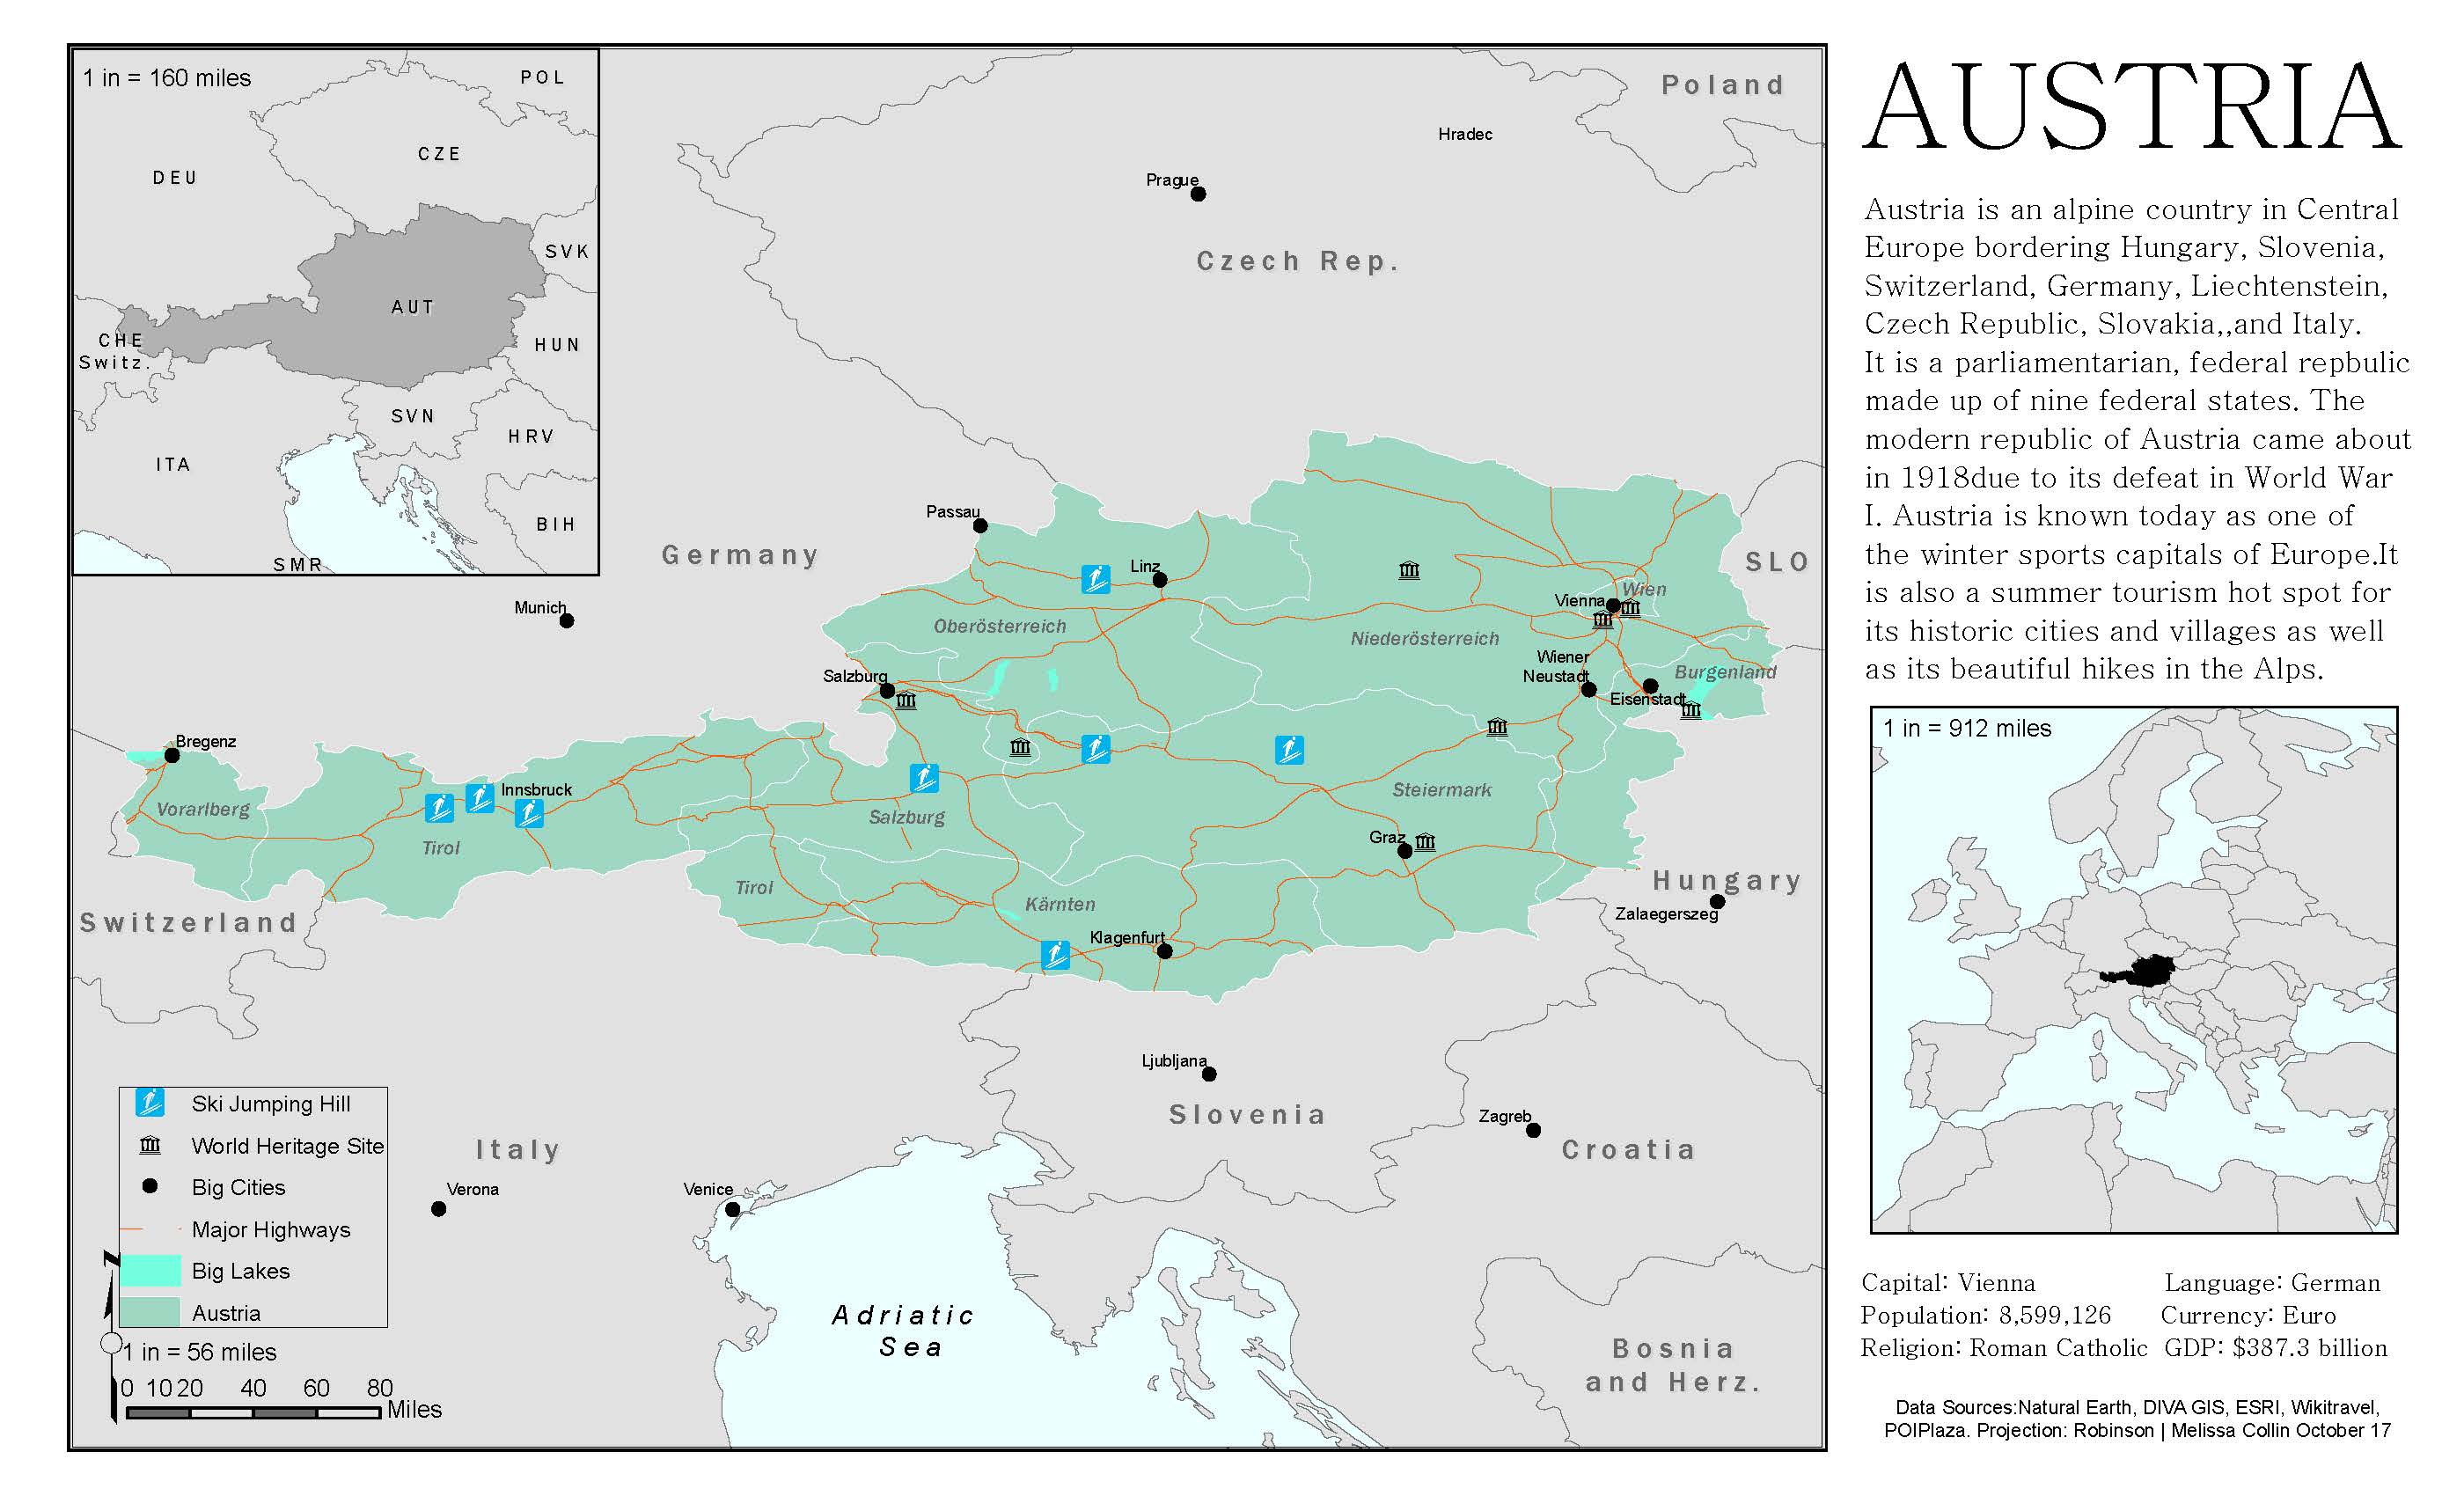 1 in = 160 miles
POL
CZE
DEU
SVK
AUT
CHE
Switz.
HUN
SVN
HRV
ITA
BIH
SMR
Poland
Hradec
Prague
Czech Rep.
Passau
Germany
Linz
SLO
Wien
Vienna
Munich
Oberösterreich
Niederösterreich
Wiener
Neustadt
Burgenland
Salzburg
Eisenstadt
Bregenz
Innsbruck
Vorarlberg
Salzburg
Steiermark
Tirol
Graz
Tirol
Hungary
Kärnten
Switzerland
Zalaegerszeg
Klagenfurt
Ljubljana
Slovenia
Zagreb
Italy
Croatia
Verona
Venice
Adriatic
Sea
Bosnia
and Herz.
Ski Jumping Hill
World Heritage Site
Big Cities
Major Highways
Big Lakes
Austria
N
1 in = 56 miles
0 10 20 40 60 80
Miles
AUSTRIA
Austria is an alpine country in Central
Europe bordering Hungary, Slovenia,
Switzerland, Germany, Liechtenstein,
Czech Republic, Slovakia,,and Italy.
It is a parliamentarian, federal repbulic
made up of nine federal states. The
modern republic of Austria came about
in 1918due to its defeat in World War
I. Austria is known today as one of
the winter sports capitals of Europe.It
is also a summer tourism hot spot for
its historic cities and villages as well
as its beautiful hikes in the Alps.
1 in = 912 miles
Capital: Vienna Language: German
Population: 8,599,126 Currency: Euro
Religion: Roman Catholic GDP: $387.3 billion
Data Sources:Natural Earth, DIVA GIS, ESRI, Wikitravel,
POIPlaza. Projection: Robinson | Melissa Collin October 17